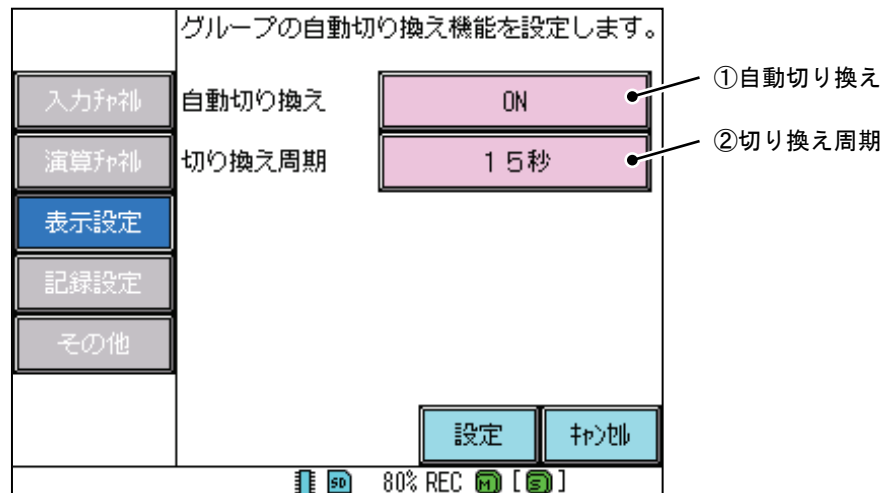 グループの自動切り換え機能を設定します。
入力ﾁｬﾈﾙ
自動切り換え
ON
①自動切り換え
演算ﾁｬﾈﾙ
切り換え周期
１５秒
②切り換え周期
表示設定
記録設定
その他
設定
ｷｬﾝｾﾙ
SD 80% REC M [S]